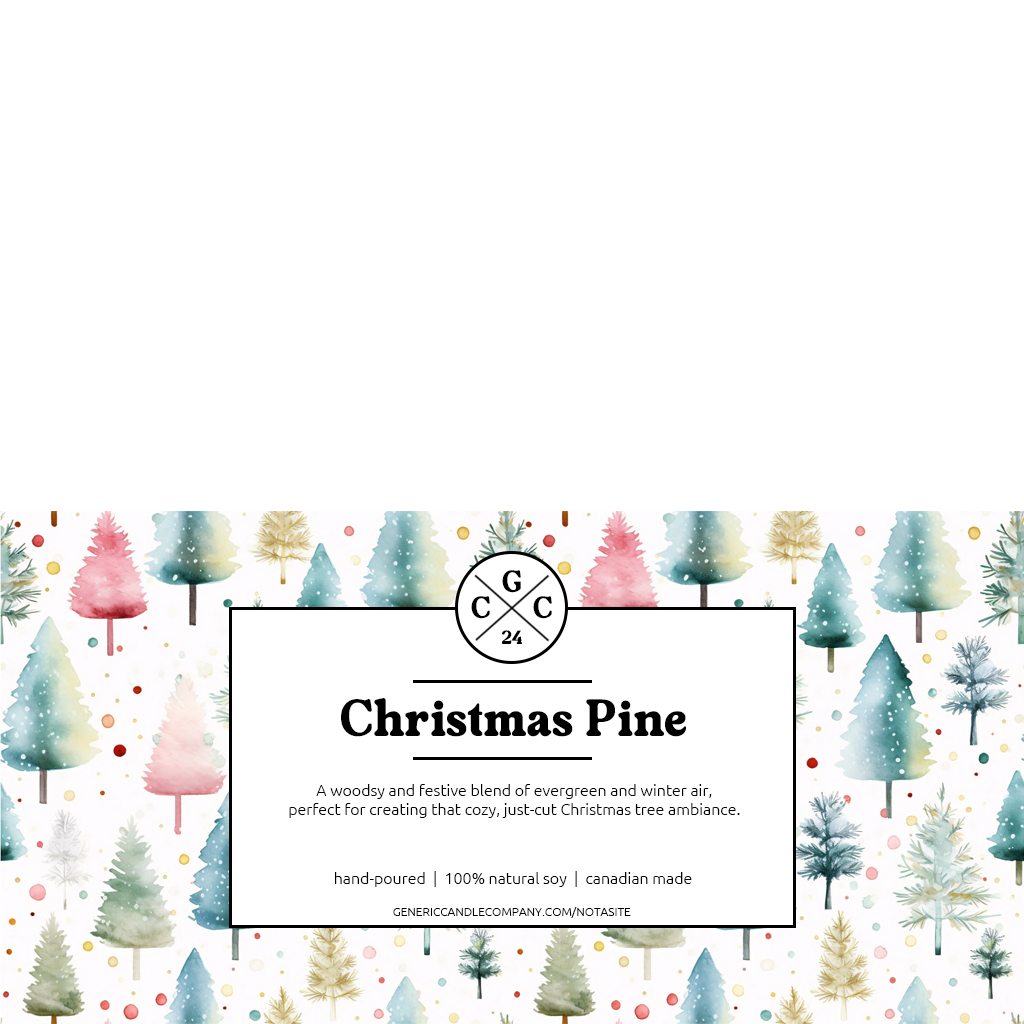 G
C C
24
Christmas Pine
A woodsy and festive blend of evergreen and winter air,
perfect for creating that cozy, just-cut Christmas tree ambiance.
hand-poured | 100% natural soy | canadian made
GENERICCANDLECOMPANY.COM/NOTASITE